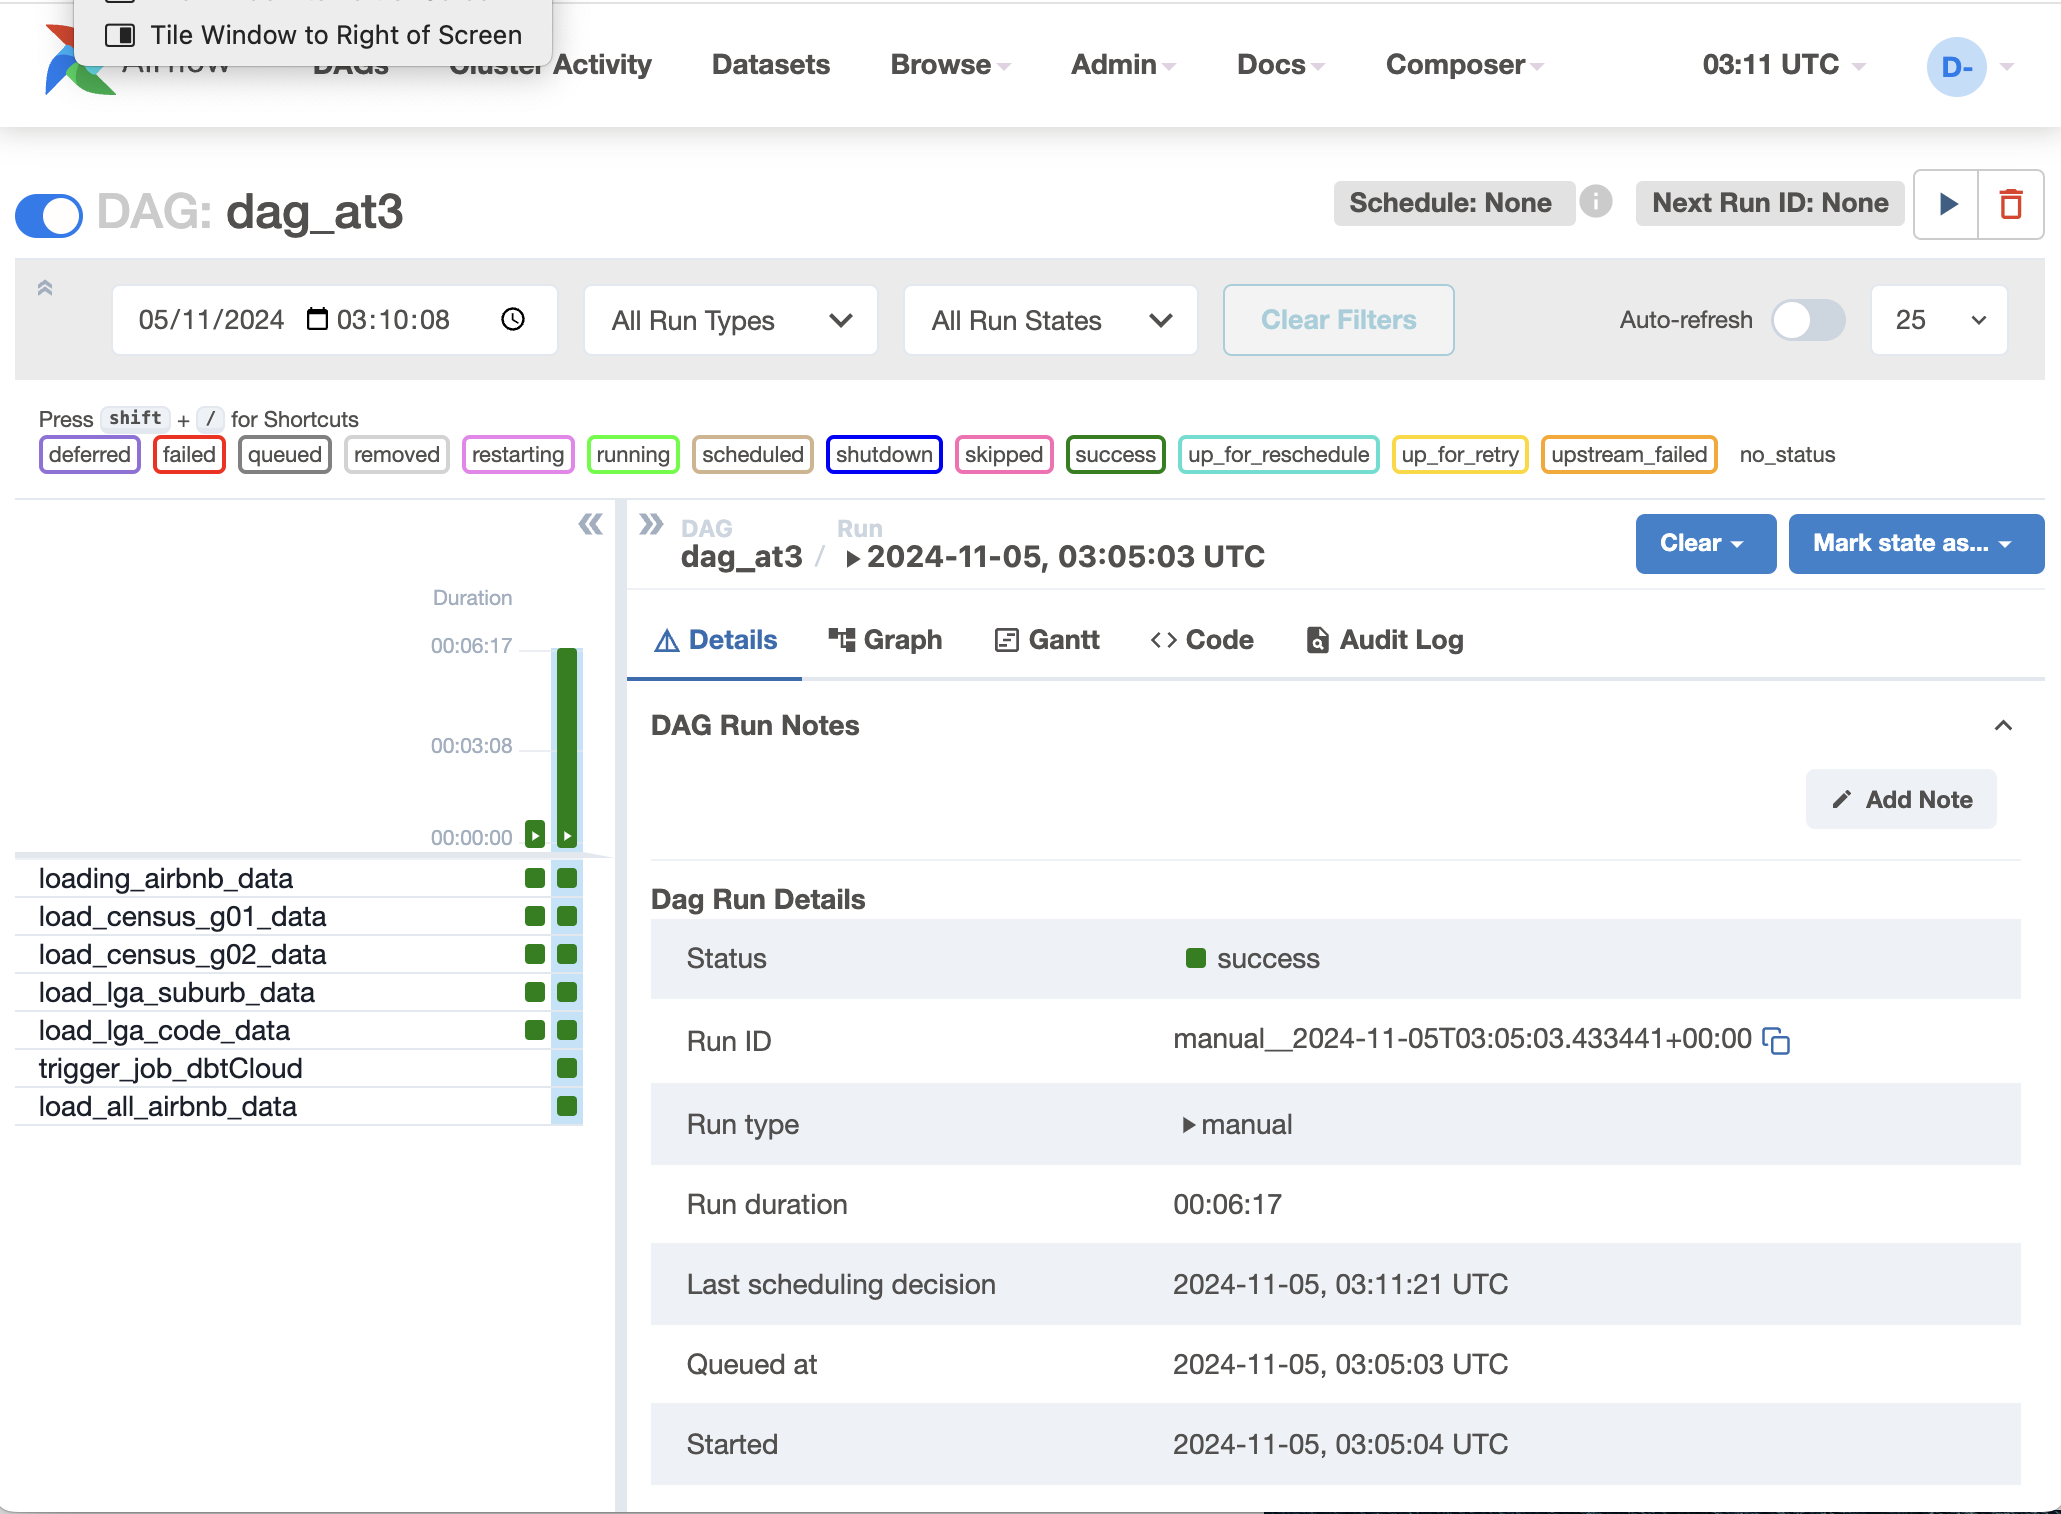 Tile Window to Right of Screen
Activity
Datasets
Browse
Admin
Docs
Composer
03:11 UTC
D-
DAG: dag_at3
Schedule: None
i
Next Run ID: None
05/11/2024 03:10:08
All Run Types
All Run States
Clear Filters
Auto-refresh
25
Press shift + / for Shortcuts
deferred
failed
queued
removed
restarting
running
scheduled
shutdown
skipped
success
up_for_reschedule
up_for_retry
upstream_failed
no_status
Duration
00:06:17
00:03:08
00:00:00
loading_airbnb_data
load_census_g01_data
load_census_g02_data
load_lga_suburb_data
load_lga_code_data
trigger_job_dbtCloud
load_all_airbnb_data
DAG
dag_at3
/
Run
2024-11-05, 03:05:03 UTC
Clear
Mark state as...
Details
Graph
Gantt
Code
Audit Log
DAG Run Notes
Add Note
Dag Run Details
Status
success
Run ID
manual__2024-11-05T03:05:03.433441+00:00
Run type
manual
Run duration
00:06:17
Last scheduling decision
2024-11-05, 03:11:21 UTC
Queued at
2024-11-05, 03:05:03 UTC
Started
2024-11-05, 03:05:04 UTC